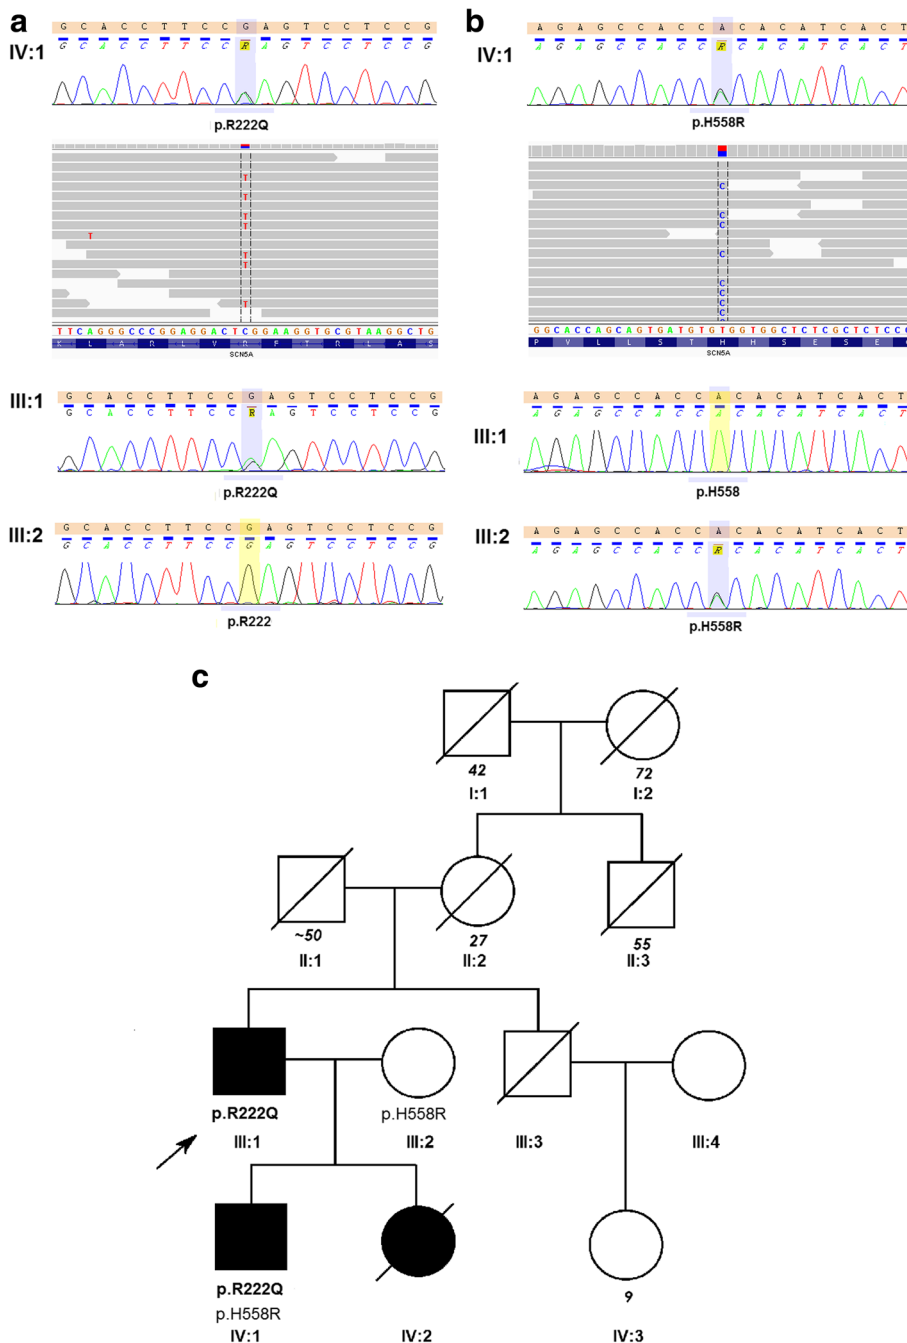 a
b
IV:1
G C A C C T T C C G A G T C C T C C G
G C A C C T T C C R A G T C C T C C G
p.R222Q
T
T
T
T
T
T
T
T
T
T T C A G G G C C C G G A G G A C T C G G A A G G T G C G T A A G G C T G
L A R L V R F T R L A S
SCN5A
IV:1
A G A G C C A C C A C A C A T C A C T
A G A G C C A C C R C A C A T C A C T
p.H558R
C
C
C
C
C
C
C
C
G G C A C C A G C A G T G A T G T G T G G T G G C T C T C G C T C T C C C
P V L L S T H H S E S E
SCN5A
III:1
G C A C C T T C C G A G T C C T C C G
G C A C C T T C C R A G T C C T C C G
p.R222Q
III:1
A G A G C C A C C A C A C A T C A C T
A G A G C C A C C A C A C A T C A C T
p.H558
III:2
G C A C C T T C C G A G T C C T C C G
G C A C C T T C C G A G T C C T C C G
p.R222
III:2
A G A G C C A C C A C A C A T C A C T
A G A G C C A C C R C A C A T C A C T
p.H558R
c
42
I:1
72
I:2
~50
II:1
27
II:2
55
II:3
p.R222Q
III:1
p.H558R
III:2
III:3
III:4
p.R222Q
p.H558R
IV:1
IV:2
9
IV:3